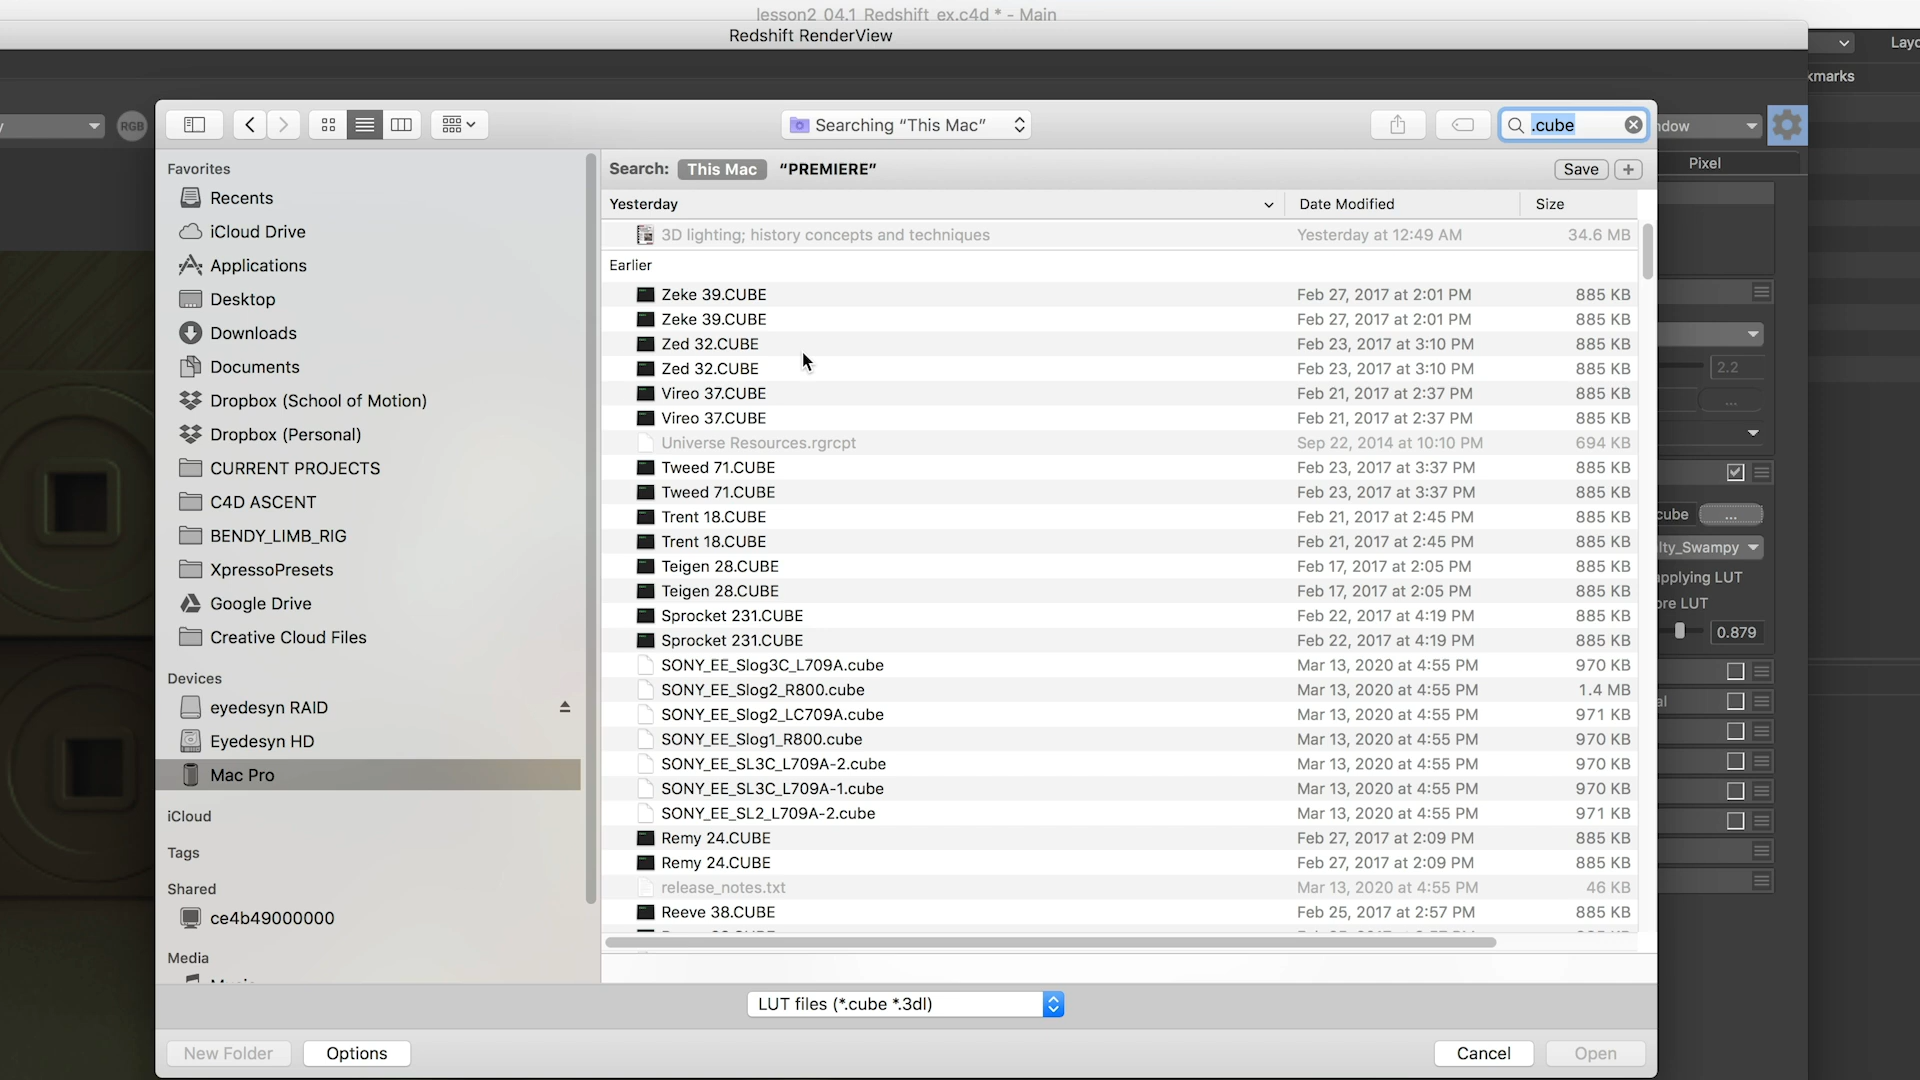 lesson2_04.1_Redshift_ex.c4d * - Main
Redshift RenderView
Layo
kmarks
RGB
Searching “This Mac”
.cube
ndow
Pixel
Search: This Mac “PREMIERE” Save +
Yesterday Date Modified Size
3D lighting; history concepts and techniques Yesterday at 12:49 AM 34.6 MB
Earlier
Zeke 39.CUBE Feb 27, 2017 at 2:01 PM 885 KB
Zeke 39.CUBE Feb 27, 2017 at 2:01 PM 885 KB
Zed 32.CUBE Feb 23, 2017 at 3:10 PM 885 KB
Zed 32.CUBE Feb 23, 2017 at 3:10 PM 885 KB
Vireo 37.CUBE Feb 21, 2017 at 2:37 PM 885 KB
Vireo 37.CUBE Feb 21, 2017 at 2:37 PM 885 KB
Universe Resources.rgrcpt Sep 22, 2014 at 10:10 PM 694 KB
Tweed 71.CUBE Feb 23, 2017 at 3:37 PM 885 KB
Tweed 71.CUBE Feb 23, 2017 at 3:37 PM 885 KB
Trent 18.CUBE Feb 21, 2017 at 2:45 PM 885 KB
Trent 18.CUBE Feb 21, 2017 at 2:45 PM 885 KB
Teigen 28.CUBE Feb 17, 2017 at 2:05 PM 885 KB
Teigen 28.CUBE Feb 17, 2017 at 2:05 PM 885 KB
Sprocket 231.CUBE Feb 22, 2017 at 4:19 PM 885 KB
Sprocket 231.CUBE Feb 22, 2017 at 4:19 PM 885 KB
SONY_EE_Slog3C_L709A.cube Mar 13, 2020 at 4:55 PM 970 KB
SONY_EE_Slog2_R800.cube Mar 13, 2020 at 4:55 PM 1.4 MB
SONY_EE_Slog2_LC709A.cube Mar 13, 2020 at 4:55 PM 971 KB
SONY_EE_Slog1_R800.cube Mar 13, 2020 at 4:55 PM 970 KB
SONY_EE_SL3C_L709A-2.cube Mar 13, 2020 at 4:55 PM 970 KB
SONY_EE_SL3C_L709A-1.cube Mar 13, 2020 at 4:55 PM 970 KB
SONY_EE_SL2_L709A-2.cube Mar 13, 2020 at 4:55 PM 971 KB
Remy 24.CUBE Feb 27, 2017 at 2:09 PM 885 KB
Remy 24.CUBE Feb 27, 2017 at 2:09 PM 885 KB
release_notes.txt Mar 13, 2020 at 4:55 PM 46 KB
Reeve 38.CUBE Feb 25, 2017 at 2:57 PM 885 KB
Favorites
Recents
iCloud Drive
Applications
Desktop
Downloads
Documents
Dropbox (School of Motion)
Dropbox (Personal)
CURRENT PROJECTS
C4D ASCENT
BENDY_LIMB_RIG
XpressoPresets
Google Drive
Creative Cloud Files
Devices
eyedesyn RAID
Eyedesyn HD
Mac Pro
iCloud
Tags
Shared
ce4b49000000
Media
2.2
...
cube ...
lty_Swampy
applying LUT
ore LUT
0.879
al
LUT files (*.cube *.3dl)
New Folder Options Cancel Open